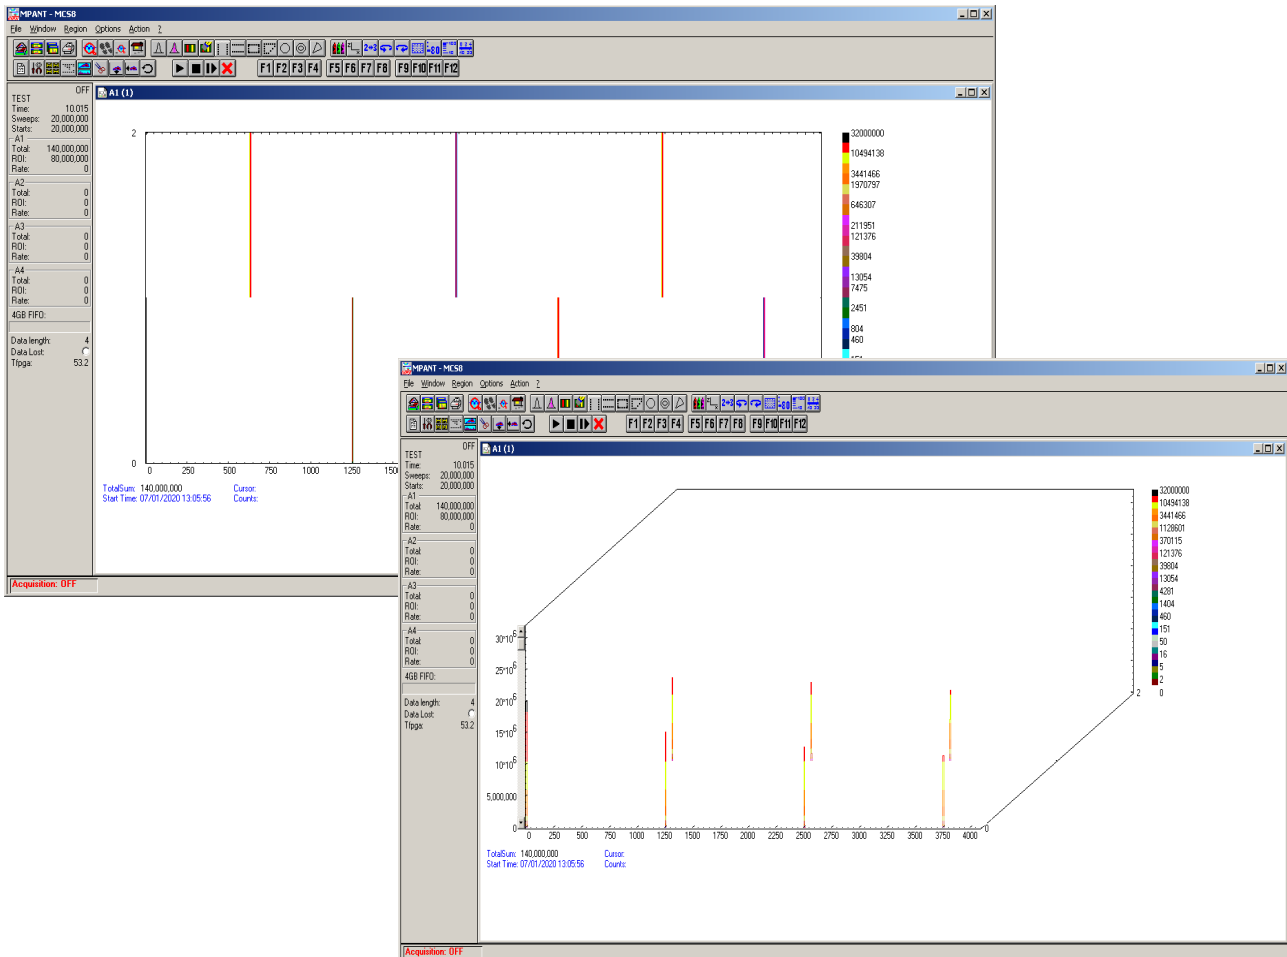 MPANT - MCS8
File Window Region Options Action ?
F1 F2 F3 F4 F5 F6 F7 F8 F9 F10 F11 F12
OFF
TEST
Time: 10.015
Sweeps: 20,000,000
Starts: 20,000,000
A1
Total: 140,000,000
ROI: 80,000,000
Rate: 0
A2
Total: 0
ROI: 0
Rate: 0
A3
Total: 0
ROI: 0
Rate: 0
A4
Total: 0
ROI: 0
Rate: 0
4GB FIFO:
Data length: 4
Data Lost:
Tfpga: 53.2
A1 (1)
2
0
0 250 500 750 1000 1250
32000000
10494138
3441466
1970797
646307
211951
121376
39804
13054
7475
2451
804
460
TotalSum: 140,000,000 Cursor:
Start Time: 07/01/2020 13:05:56 Counts:
Acquisition: OFF
MPANT - MCS8
File Window Region Options Action ?
F1 F2 F3 F4 F5 F6 F7 F8 F9 F10 F11 F12
OFF
TEST
Time: 10.015
Sweeps: 20,000,000
Starts: 20,000,000
A1
Total: 140,000,000
ROI: 80,000,000
Rate: 0
A2
Total: 0
ROI: 0
Rate: 0
A3
Total: 0
ROI: 0
Rate: 0
A4
Total: 0
ROI: 0
Rate: 0
4GB FIFO:
Data length: 4
Data Lost:
Tfpga: 53.2
A1 (1)
30*10^6
25*10^6
20*10^6
15*10^6
10*10^6
5,000,000
0
0 250 500 750 1000 1250 1500 1750 2000 2250 2500 2750 3000 3250 3500 3750 4000
0
2
32000000
10494138
3441466
1128601
370115
121376
39804
13054
4281
1404
460
151
50
16
5
2
0
TotalSum: 140,000,000 Cursor:
Start Time: 07/01/2020 13:05:56 Counts:
Acquisition: OFF